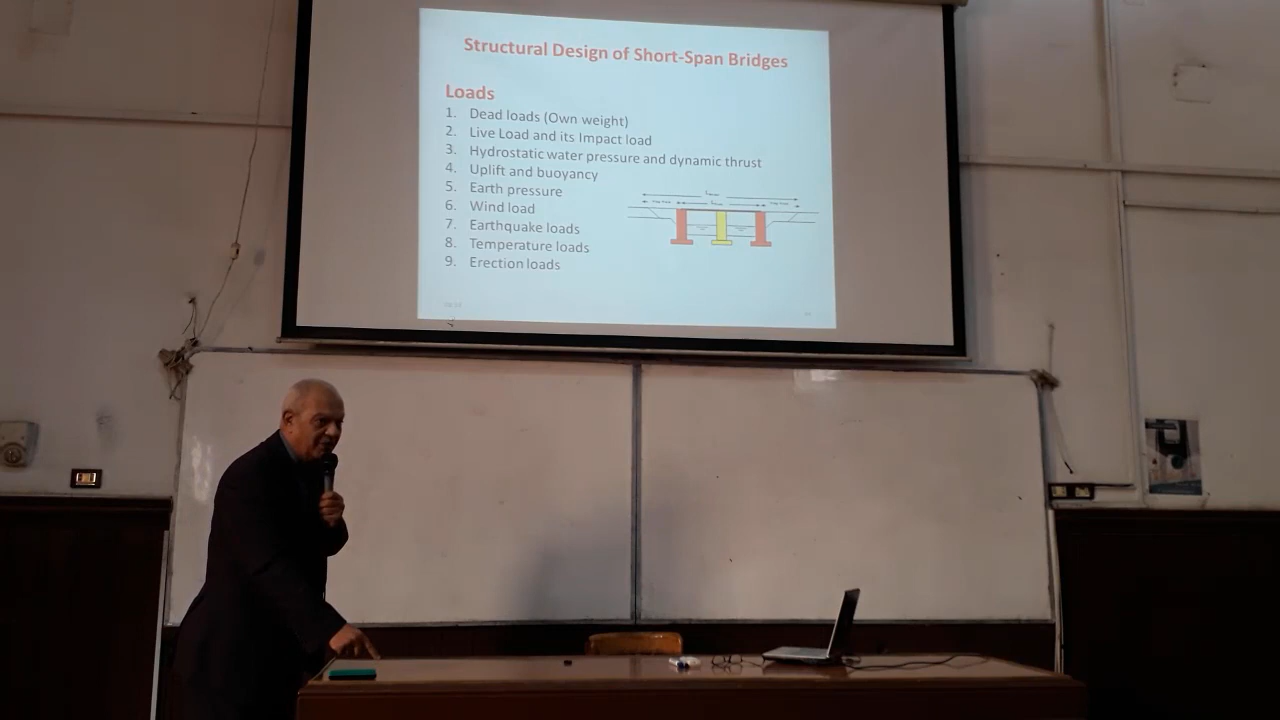 Structural Design of Short-Span Bridges
Loads
1. Dead loads (Own weight)
2. Live Load and its Impact load
3. Hydrostatic water pressure and dynamic thrust
4. Uplift and buoyancy
5. Earth pressure
6. Wind load
7. Earthquake loads
8. Temperature loads
9. Erection loads